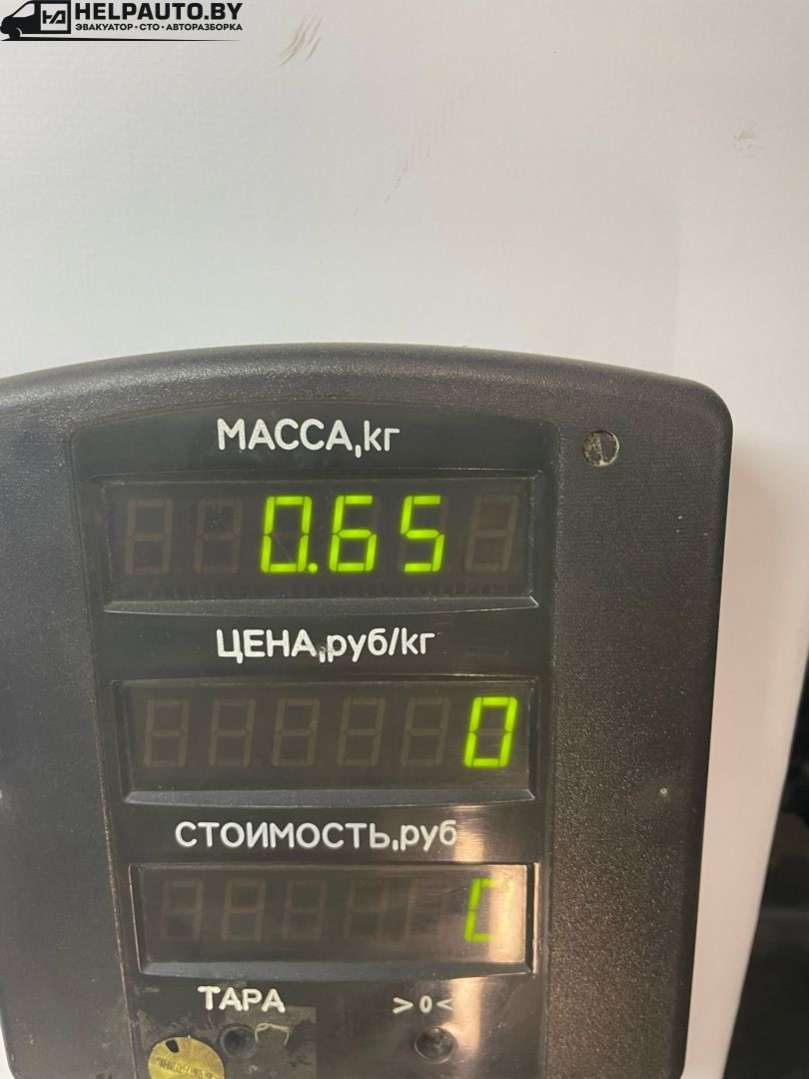 HELPAUTO.BY
ЭВАКУАТОР • СТО • АВТОРАЗБОРКА
МАССА,кг
0.65
ЦЕНА,руб/кг
0
СТОИМОСТЬ,руб
0
ТАРА >0<